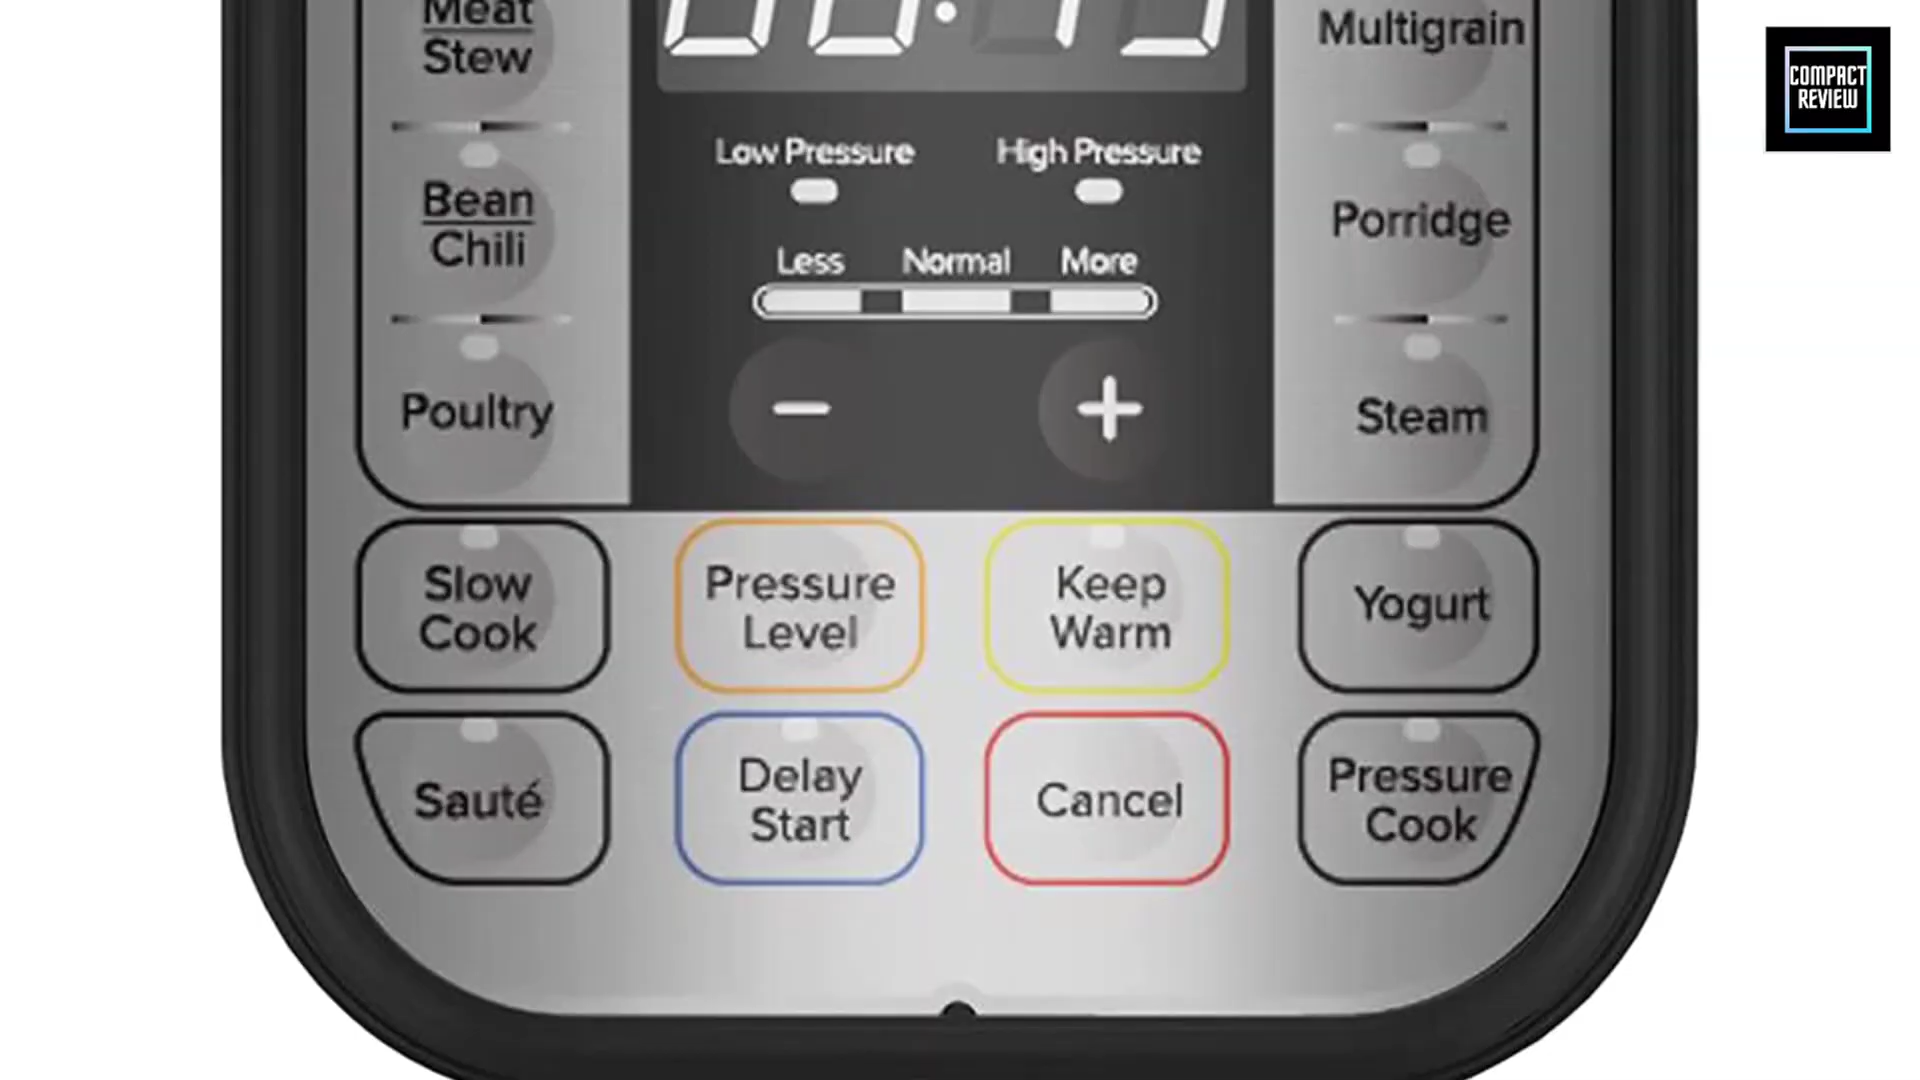 Meat
Stew
Multigrain
COMPACT
REVIEW
Low Pressure
High Pressure
Bean
Chili
Porridge
Less
Normal
More
Poultry
−
+
Steam
Slow
Cook
Pressure
Level
Keep
Warm
Yogurt
Sauté
Delay
Start
Cancel
Pressure
Cook